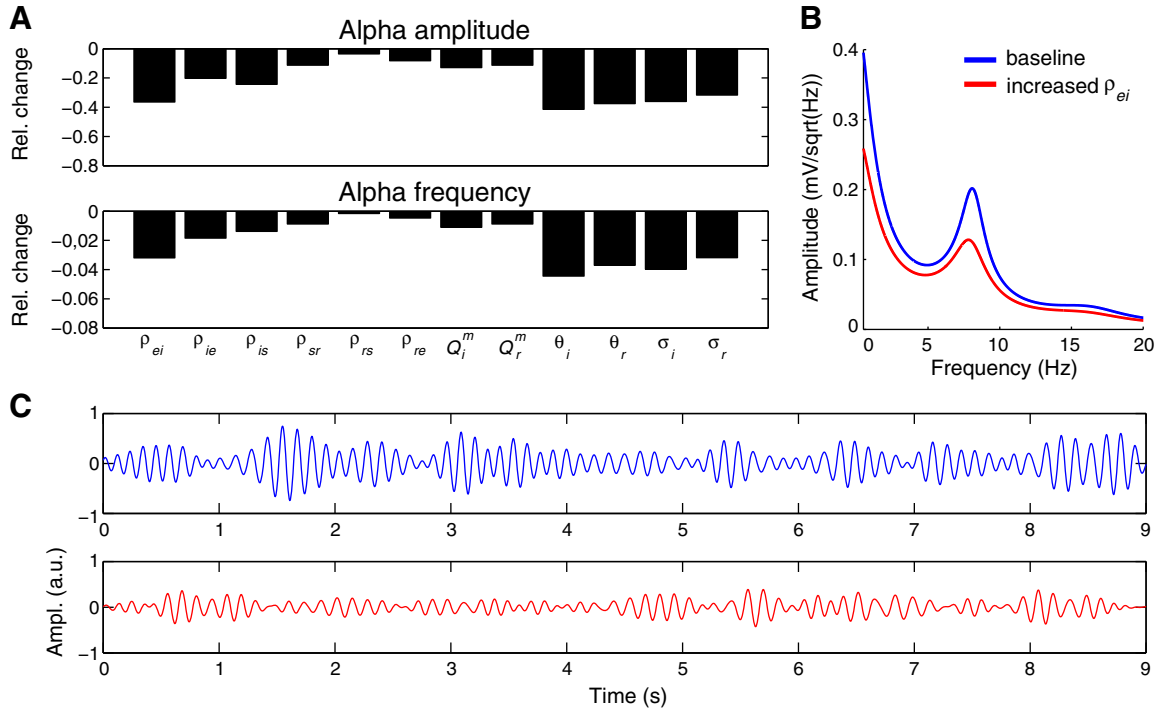 A
Alpha amplitude
Rel. change
0
−0.2
−0.4
−0.6
−0.8
Alpha frequency
Rel. change
0
−0.02
−0.04
−0.06
−0.08
ρei ρie ρis ρsr ρrs ρre Qim Qrm θi θr σi σr
B
baseline
increased ρei
Amplitude (mV/sqrt(Hz))
0.4
0.3
0.2
0.1
0
0 5 10 15 20
Frequency (Hz)
C
1
0
−1
0 1 2 3 4 5 6 7 8 9
Ampl. (a.u.)
1
0
−1
0 1 2 3 4 5 6 7 8 9
Time (s)